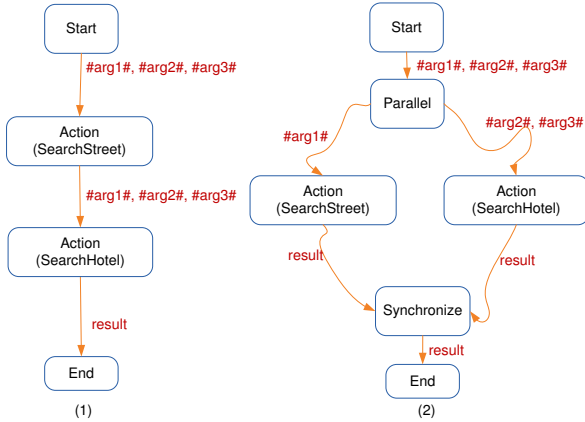 Start
#arg1#, #arg2#, #arg3#
Action
(SearchStreet)
#arg1#, #arg2#, #arg3#
Action
(SearchHotel)
result
End
(1)
Start
#arg1#, #arg2#, #arg3#
Parallel
#arg1#
#arg2#, #arg3#
Action
(SearchStreet)
Action
(SearchHotel)
result
result
Synchronize
result
End
(2)